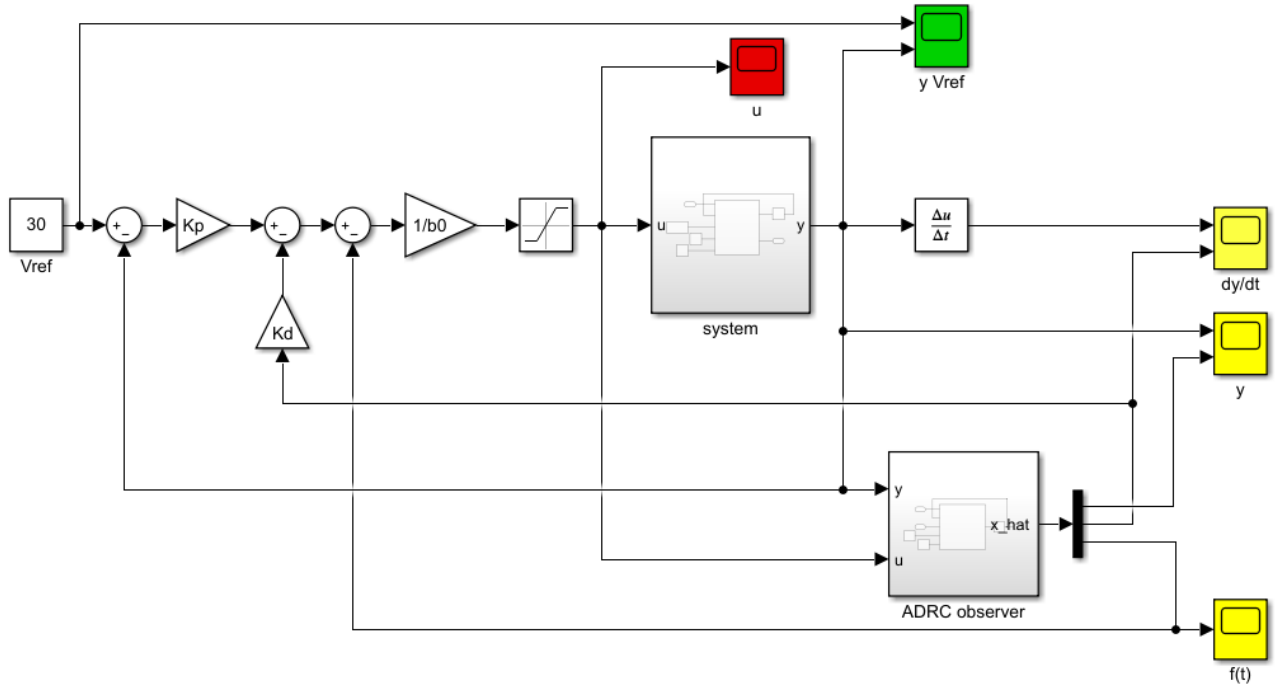 y Vref
u
30
+
−
Kp
+
−
+
−
1/b0
u
y
Δu
Δt
Vref
system
dy/dt
Kd
y
y
x_hat
u
ADRC observer
f(t)